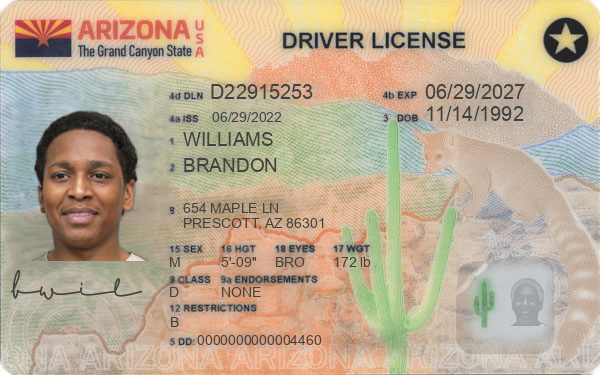 ARIZONA USA
The Grand Canyon State
DRIVER LICENSE
4d DLN D22915253
4b EXP 06/29/2027
4a ISS 06/29/2022
3 DOB 11/14/1992
1 WILLIAMS
2 BRANDON
8 654 MAPLE LN
PRESCOTT, AZ 86301
15 SEX 16 HGT 18 EYES 17 WGT
M 5'-09" BRO 172 lb
9 CLASS 9a ENDORSEMENTS
D NONE
12 RESTRICTIONS
B
bwil
5 DD: 0000000000004460
ARIZONA ARIZONA ARIZONA ARIZONA